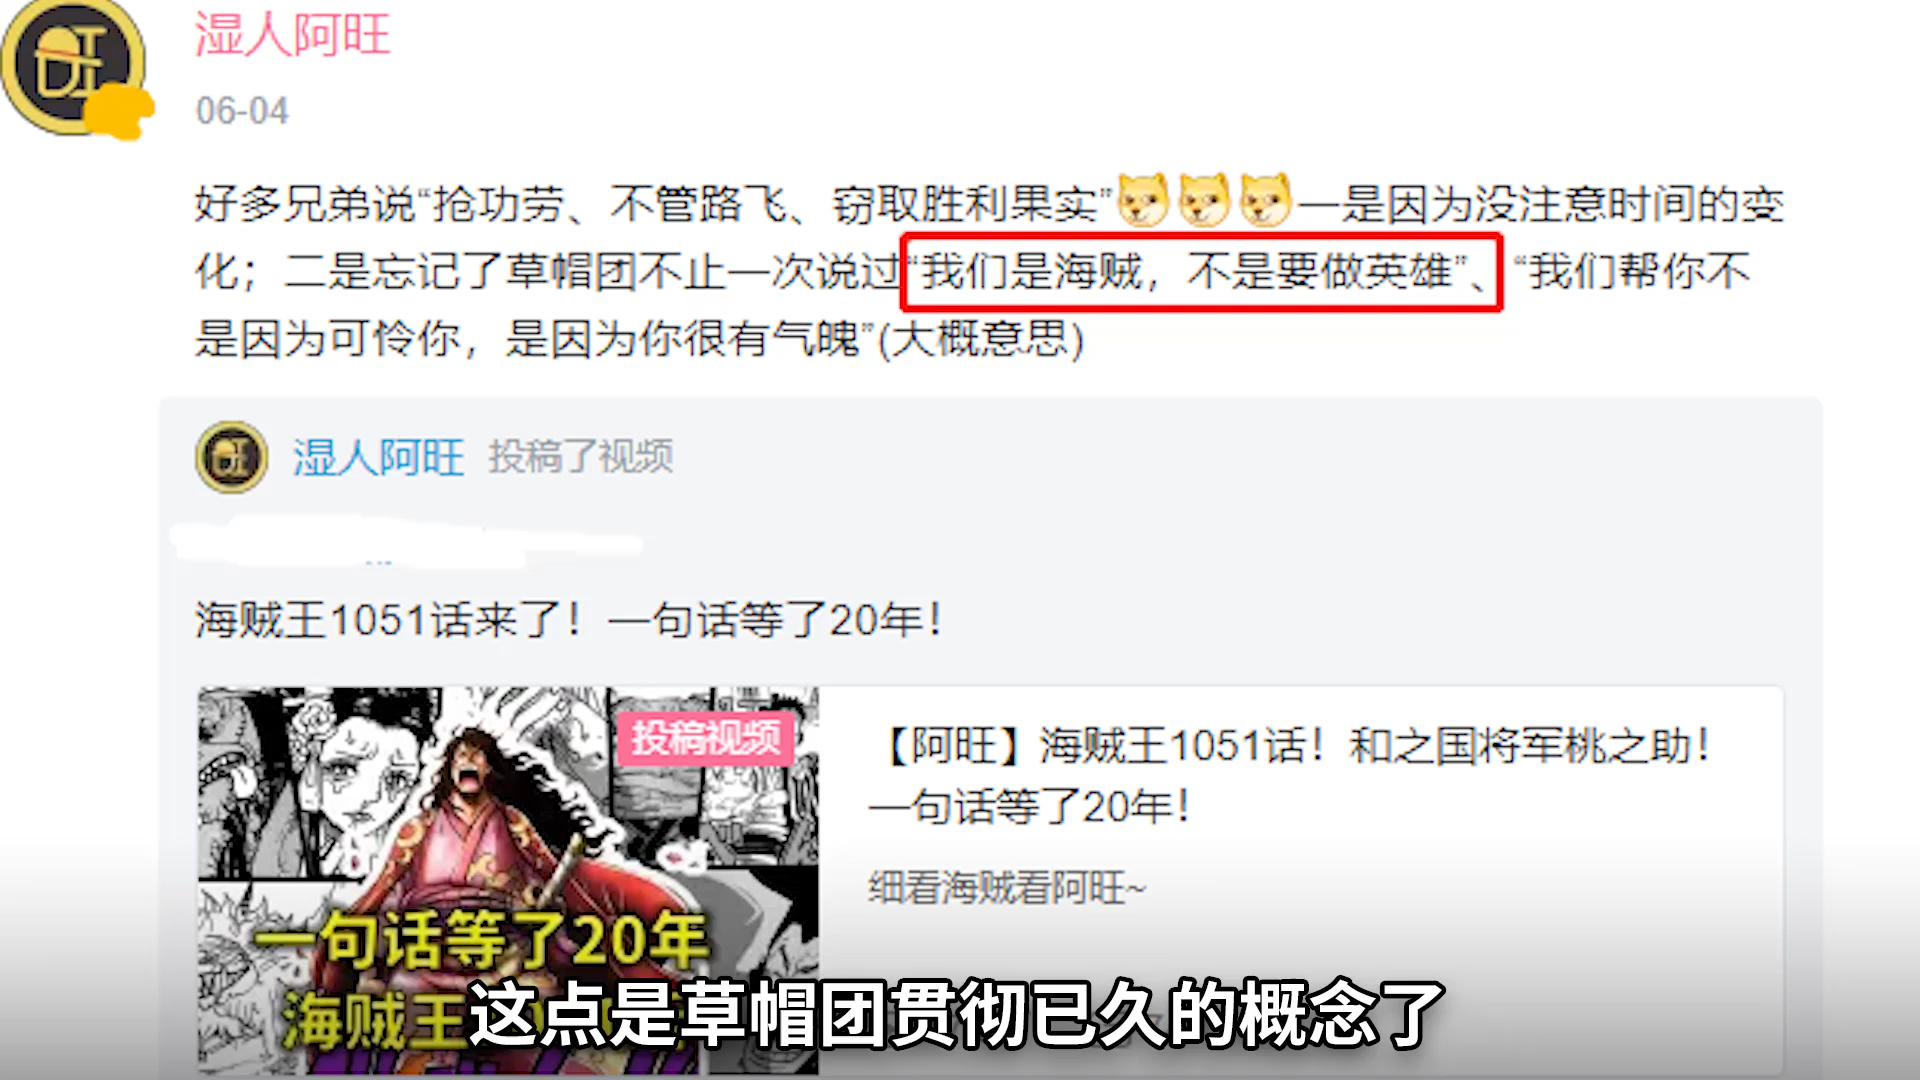 湿人阿旺
06-04
好多兄弟说“抢功劳、不管路飞、窃取胜利果实”一是因为没注意时间的变
化；二是忘记了草帽团不止一次说过“我们是海贼，不是要做英雄”、“我们帮你不
是因为可怜你，是因为你很有气魄”(大概意思)
湿人阿旺 投稿了视频
海贼王1051话来了！一句话等了20年！
投稿视频
【阿旺】海贼王1051话！和之国将军桃之助！
一句话等了20年！
细看海贼看阿旺~
一句话等了20年
海贼王
这点是草帽团贯彻已久的概念了